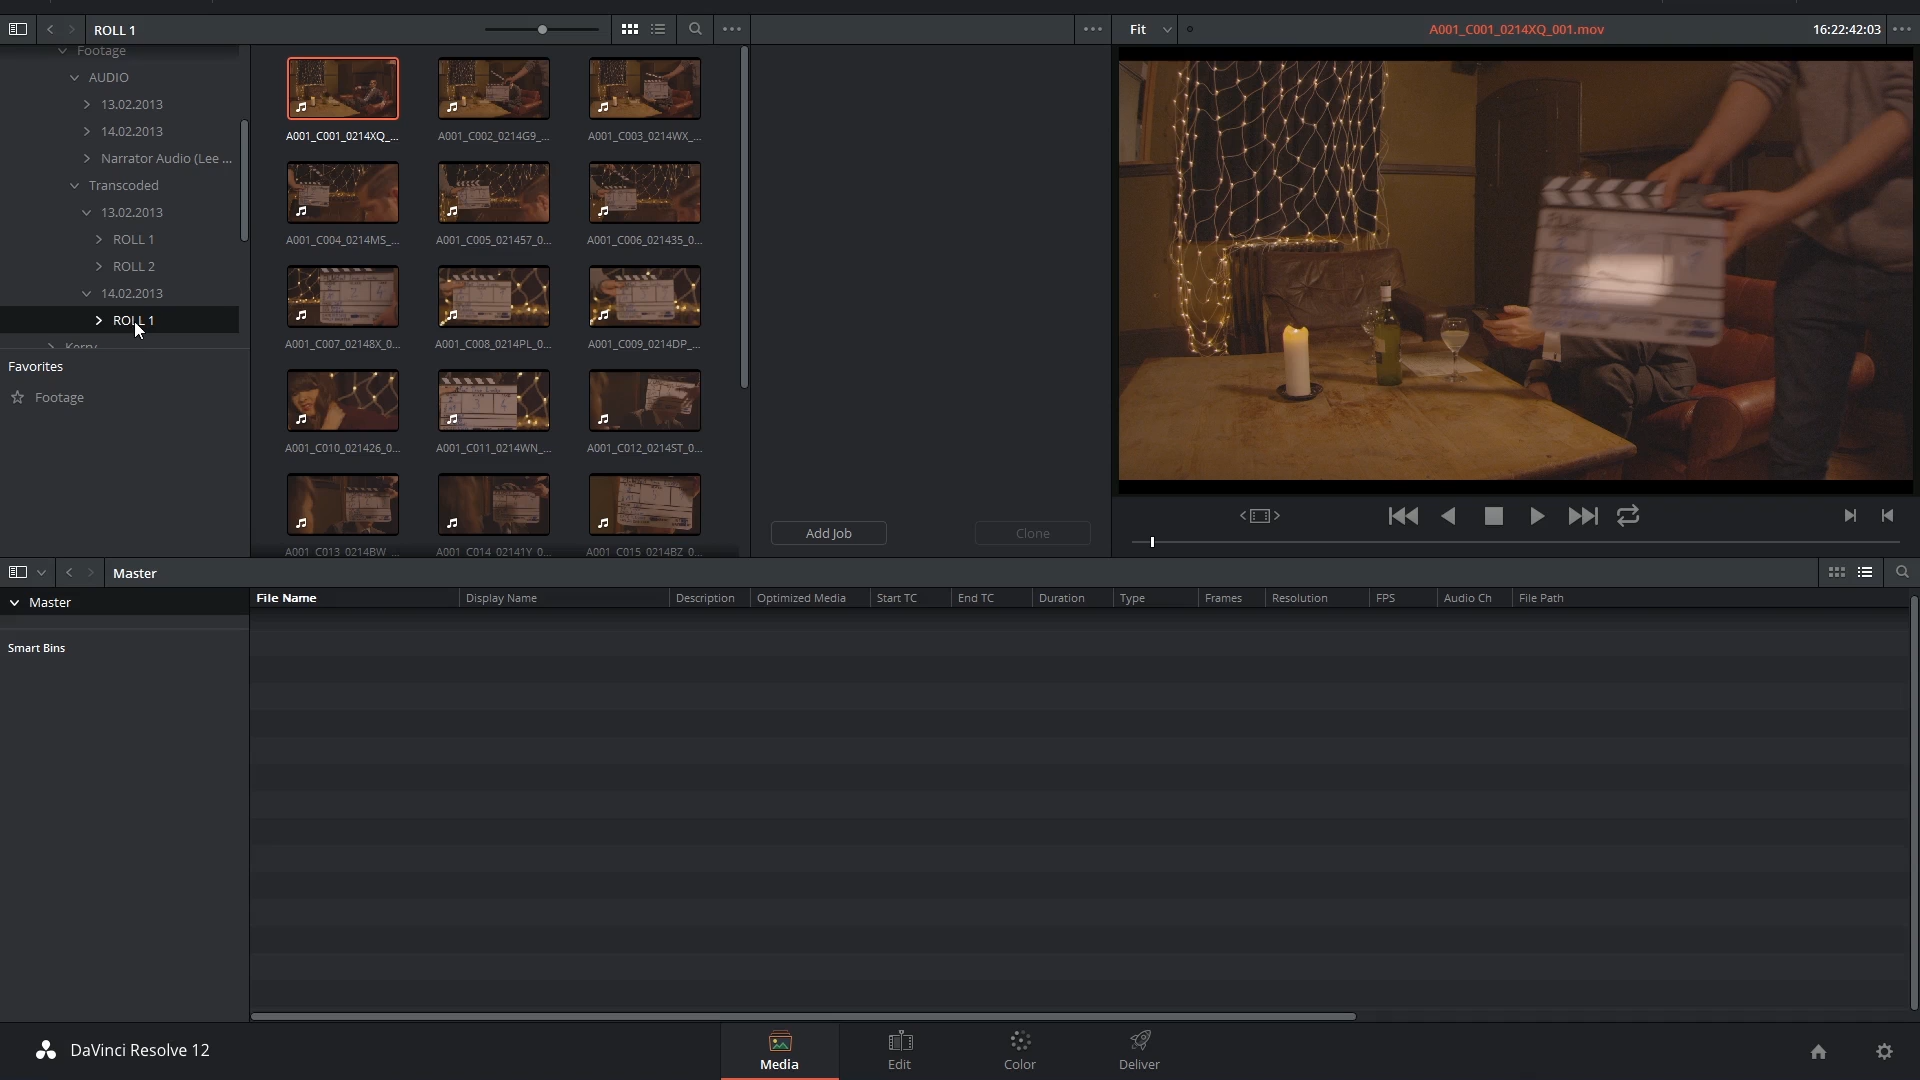 ROLL 1
Fit
A001_C001_0214XQ_001.mov
16:22:42:03
Footage
AUDIO
13.02.2013
14.02.2013
Narrator Audio (Lee ...
Transcoded
13.02.2013
ROLL 1
ROLL 2
14.02.2013
ROLL 1
Kerry
Favorites
Footage
A001_C001_0214XQ_...
A001_C002_0214G9_...
A001_C003_0214WX_...
A001_C004_0214MS_...
A001_C005_021457_0...
A001_C006_021435_0...
A001_C007_02148X_0...
A001_C008_0214PL_0...
A001_C009_0214DP_...
A001_C010_021426_0...
A001_C011_0214WN_...
A001_C012_0214ST_0...
A001_C013_0214BW_...
A001_C014_02141Y_0...
A001_C015_0214BZ_0...
Add Job
Clone
Master
Master
Smart Bins
File Name
Display Name
Description
Optimized Media
Start TC
End TC
Duration
Type
Frames
Resolution
FPS
Audio Ch
File Path
DaVinci Resolve 12
Media
Edit
Color
Deliver